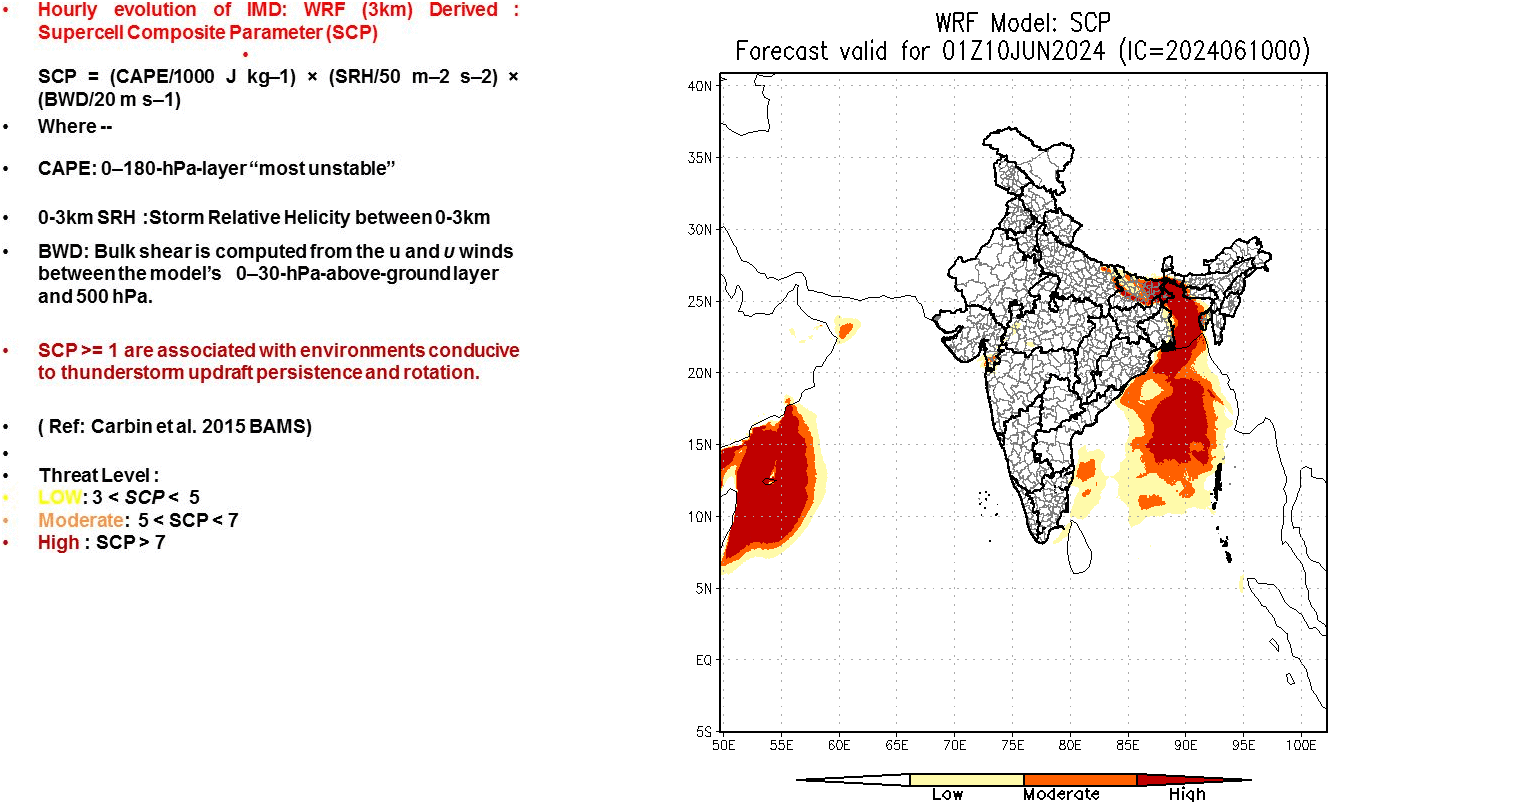 • Hourly evolution of IMD: WRF (3km) Derived :
Supercell Composite Parameter (SCP)
•
SCP = (CAPE/1000 J kg–1) × (SRH/50 m–2 s–2) ×
(BWD/20 m s–1)
• Where --
• CAPE: 0–180-hPa-layer “most unstable”
• 0-3km SRH :Storm Relative Helicity between 0-3km
• BWD: Bulk shear is computed from the u and υ winds
between the model’s 0–30-hPa-above-ground layer
and 500 hPa.
• SCP >= 1 are associated with environments conducive
to thunderstorm updraft persistence and rotation.
• ( Ref: Carbin et al. 2015 BAMS)
•
• Threat Level :
• LOW: 3 < SCP < 5
• Moderate: 5 < SCP < 7
• High : SCP > 7
WRF Model: SCP
Forecast valid for 01Z10JUN2024 (IC=2024061000)
40N
35N
30N
25N
20N
15N
10N
5N
EQ
5S
50E 55E 60E 65E 70E 75E 80E 85E 90E 95E 100E
Low Moderate High